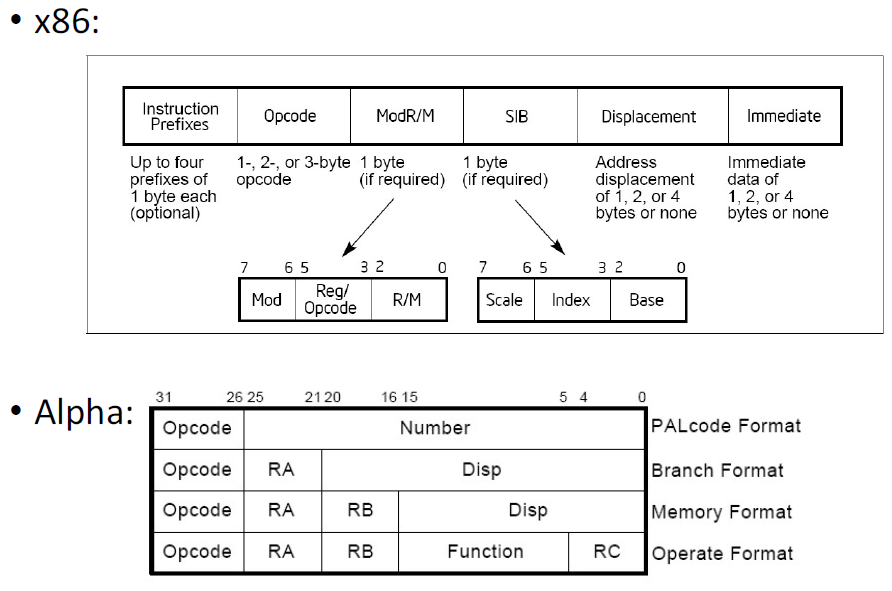 • x86:
Instruction Prefixes Opcode ModR/M SIB Displacement Immediate
Up to four prefixes of 1 byte each (optional)
1-, 2-, or 3-byte opcode
1 byte (if required)
1 byte (if required)
Address displacement of 1, 2, or 4 bytes or none
Immediate data of 1, 2, or 4 bytes or none
7 6 5 3 2 0
Mod Reg/Opcode R/M
7 6 5 3 2 0
Scale Index Base
• Alpha:
31 26 25 21 20 16 15 5 4 0
Opcode Number PALcode Format
Opcode RA Disp Branch Format
Opcode RA RB Disp Memory Format
Opcode RA RB Function RC Operate Format